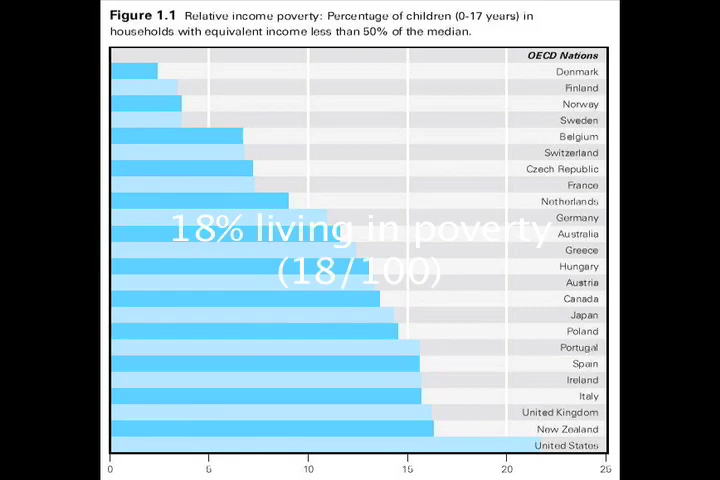 Figure 1.1 Relative income poverty: Percentage of children (0-17 years) in
households with equivalent income less than 50% of the median.
OECD Nations
Denmark
Finland
Norway
Sweden
Belgium
Switzerland
Czech Republic
France
Netherlands
Germany
18% living in poverty
Australia
Greece
(18/100)
Hungary
Austria
Canada
Japan
Poland
Portugal
Spain
Ireland
Italy
United Kingdom
New Zealand
United States
0 5 10 15 20 25